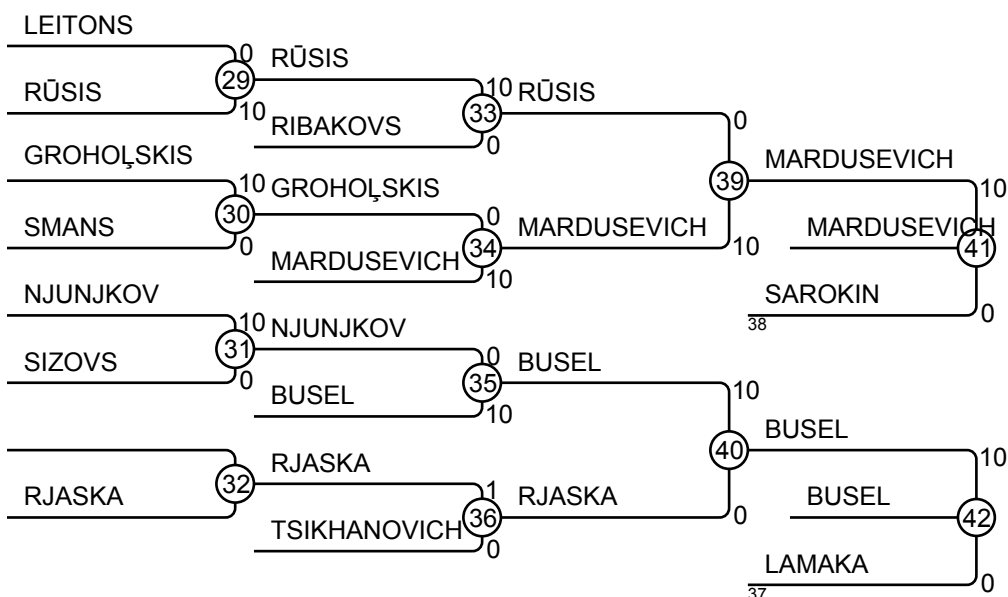 LEITONS
0
29
RŪSIS
RŪSIS
10
10
33
RŪSIS
RIBAKOVS
0
0
GROHOĻSKIS
39
MARDUSEVICH
10
30
GROHOĻSKIS
10
SMANS
0
0
34
MARDUSEVICH
10
MARDUSEVICH
41
MARDUSEVICH
10
NJUNJKOV
SAROKIN
38
0
10
31
NJUNJKOV
SIZOVS
0
0
35
BUSEL
BUSEL
10
10
40
BUSEL
RJASKA
10
RJASKA
32
1
36
RJASKA
0
BUSEL
42
TSIKHANOVICH
0
LAMAKA
37
0